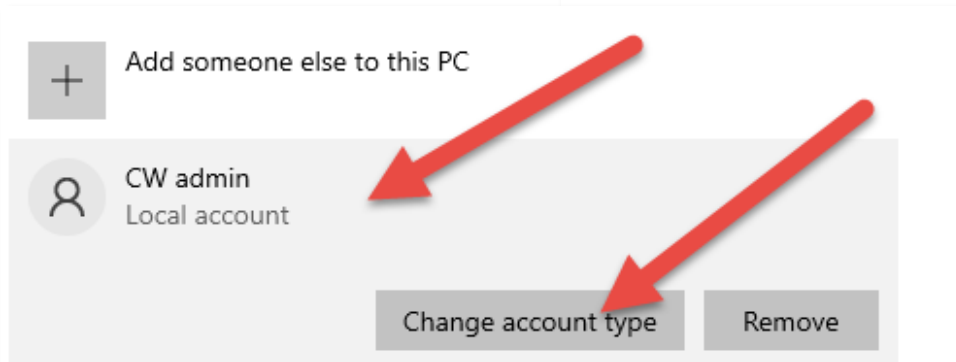 Add someone else to this PC
CW admin
Local account
Change account type
Remove